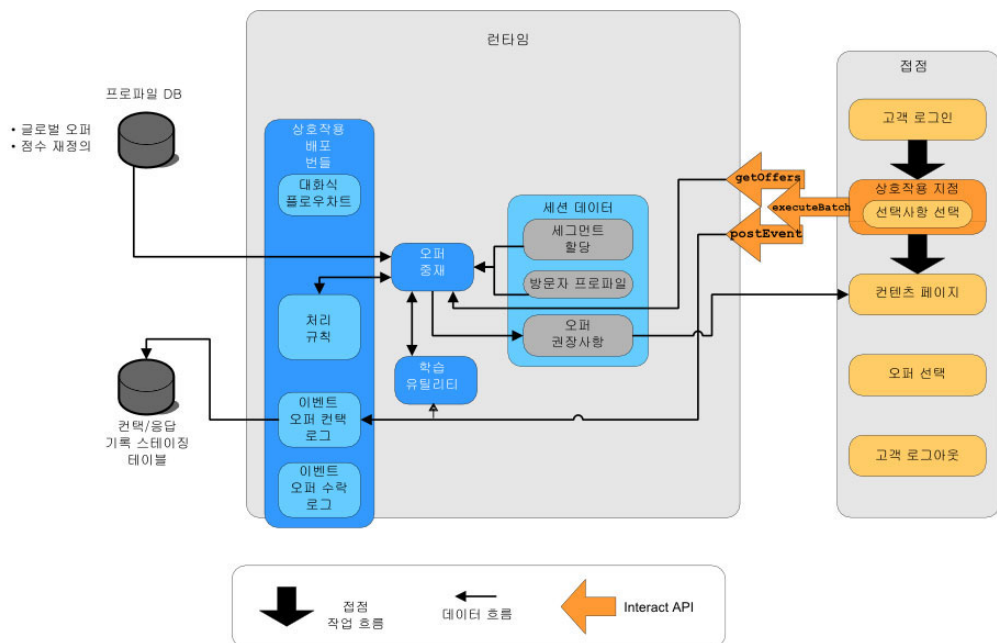 런타임
접점
프로파일 DB
• 글로벌 오퍼
• 점수 재정의
상호작용
배포
번들
대화식
플로우차트
처리
규칙
이벤트
오퍼 컨택
로그
이벤트
오퍼 수락
로그
오퍼
중재
학습
유틸리티
세션 데이터
세그먼트
할당
방문자 프로파일
오퍼
권장사항
getOffers
executeBatch
postEvent
고객 로그인
상호작용 지점
선택사항 선택
컨텐츠 페이지
오퍼 선택
고객 로그아웃
컨택/응답
기록 스테이징
테이블
접점
작업 흐름
데이터 흐름
Interact API